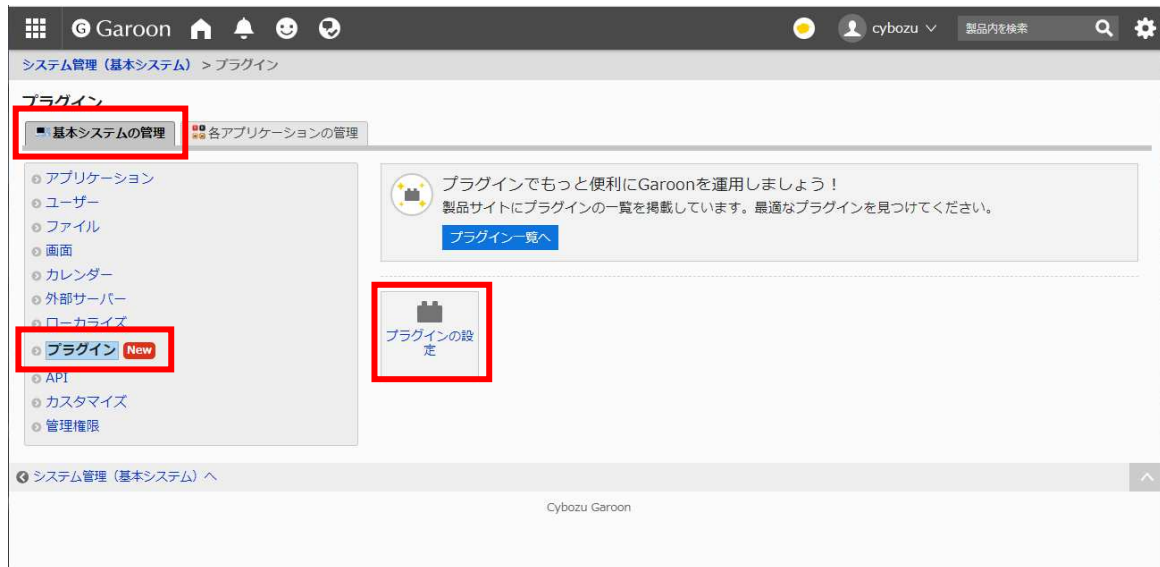 Garoon
cybozu
製品内を検索
システム管理（基本システム） > プラグイン
プラグイン
基本システムの管理
各アプリケーションの管理
アプリケーション
ユーザー
ファイル
画面
カレンダー
外部サーバー
ローカライズ
プラグイン New
API
カスタマイズ
管理権限
プラグインでもっと便利にGaroonを運用しましょう！
製品サイトにプラグインの一覧を掲載しています。最適なプラグインを見つけてください。
プラグイン一覧へ
プラグインの設
定
システム管理（基本システム）へ
Cybozu Garoon